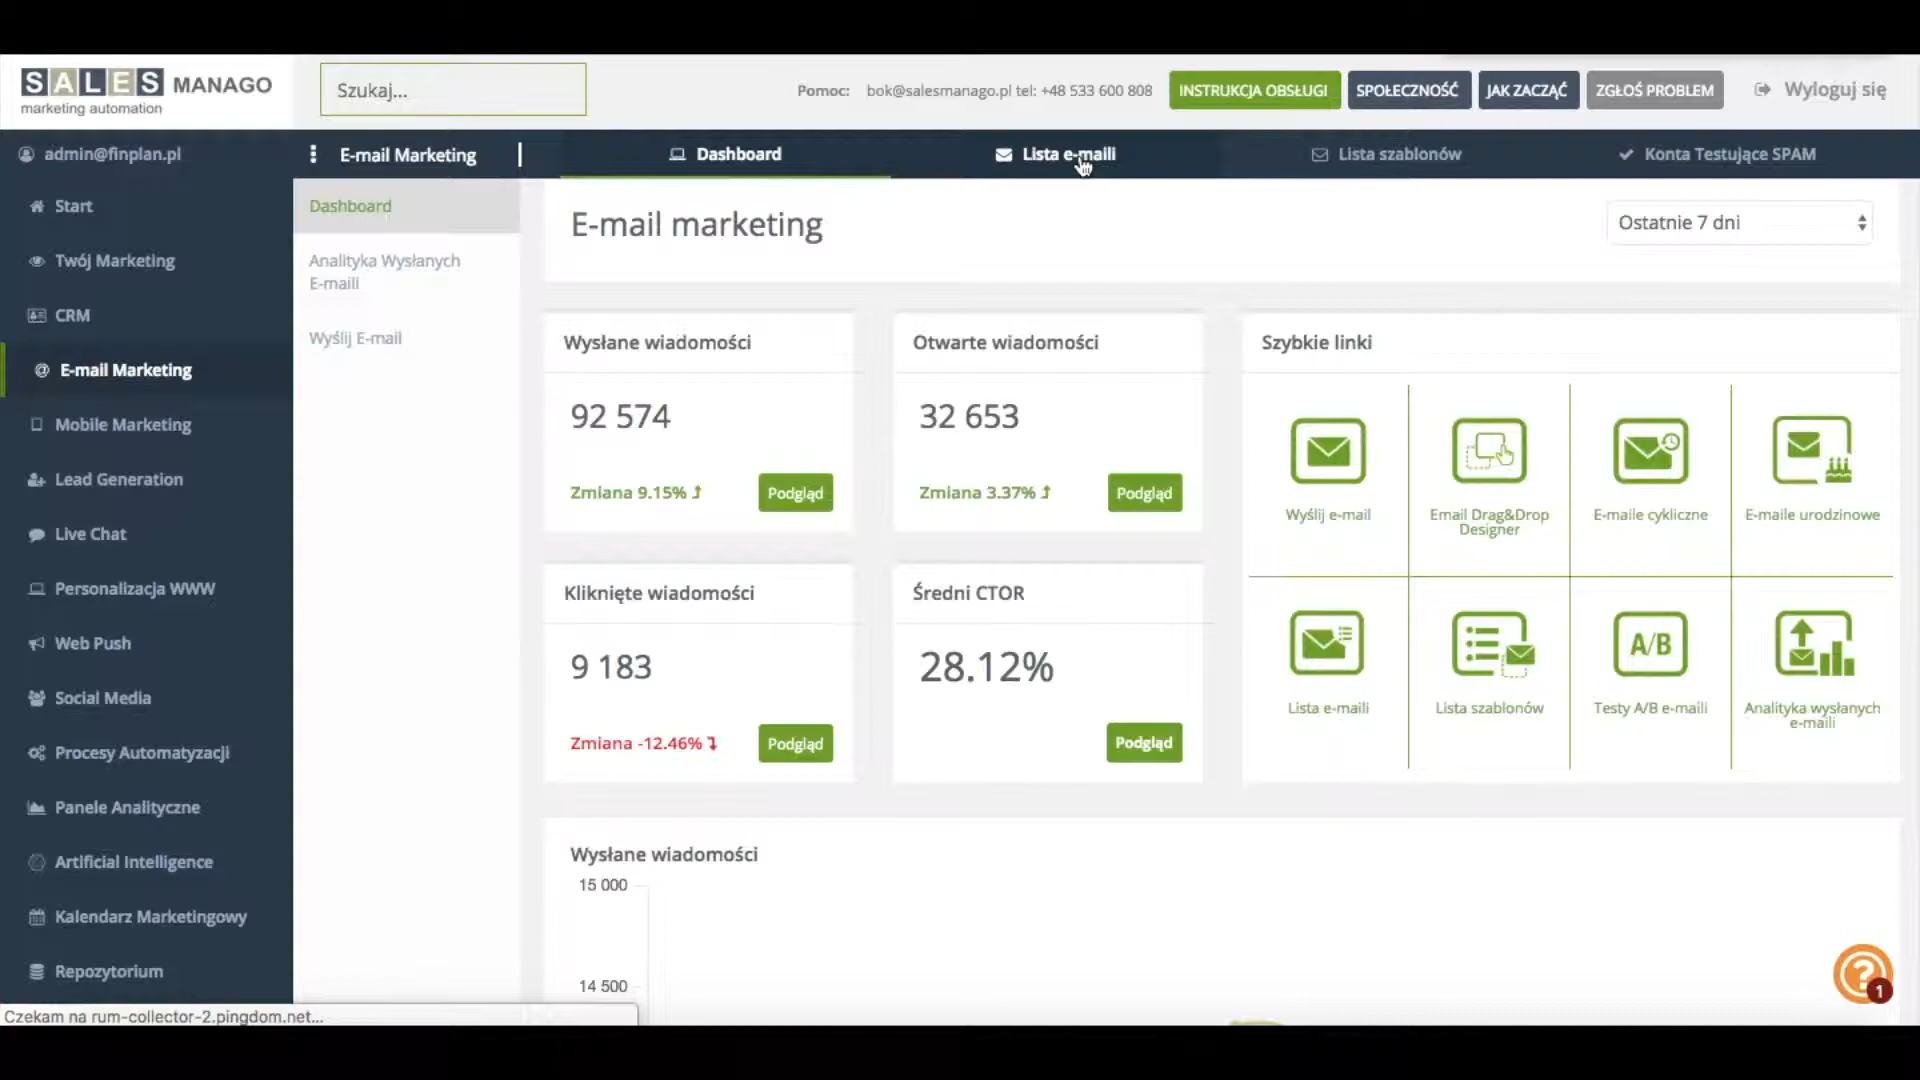 SALES MANAGO
marketing automation
Szukaj...
Pomoc: bok@salesmanago.pl tel: +48 533 600 808
INSTRUKCJA OBSŁUGI
SPOŁECZNOŚĆ
JAK ZACZĄĆ
ZGŁOŚ PROBLEM
Wyloguj się
admin@finplan.pl
E-mail Marketing
Dashboard
Lista e-maili
Lista szablonów
Konta Testujące SPAM
Start
Twój Marketing
CRM
E-mail Marketing
Mobile Marketing
Lead Generation
Live Chat
Personalizacja WWW
Web Push
Social Media
Procesy Automatyzacji
Panele Analityczne
Artificial Intelligence
Kalendarz Marketingowy
Repozytorium
Dashboard
Analityka Wysłanych
E-maili
Wyślij E-mail
E-mail marketing
Ostatnie 7 dni
Wysłane wiadomości
92 574
Zmiana 9.15%
Podgląd
Otwarte wiadomości
32 653
Zmiana 3.37%
Podgląd
Kliknięte wiadomości
9 183
Zmiana -12.46%
Podgląd
Średni CTOR
28.12%
Podgląd
Szybkie linki
Wyślij e-mail
Email Drag&Drop
Designer
E-maile cykliczne
E-maile urodzinowe
Lista e-maili
Lista szablonów
A/B
Testy A/B e-maili
Analityka wysłanych
e-maili
Wysłane wiadomości
15 000
14 500
?
1
Czekam na rum-collector-2.pingdom.net...